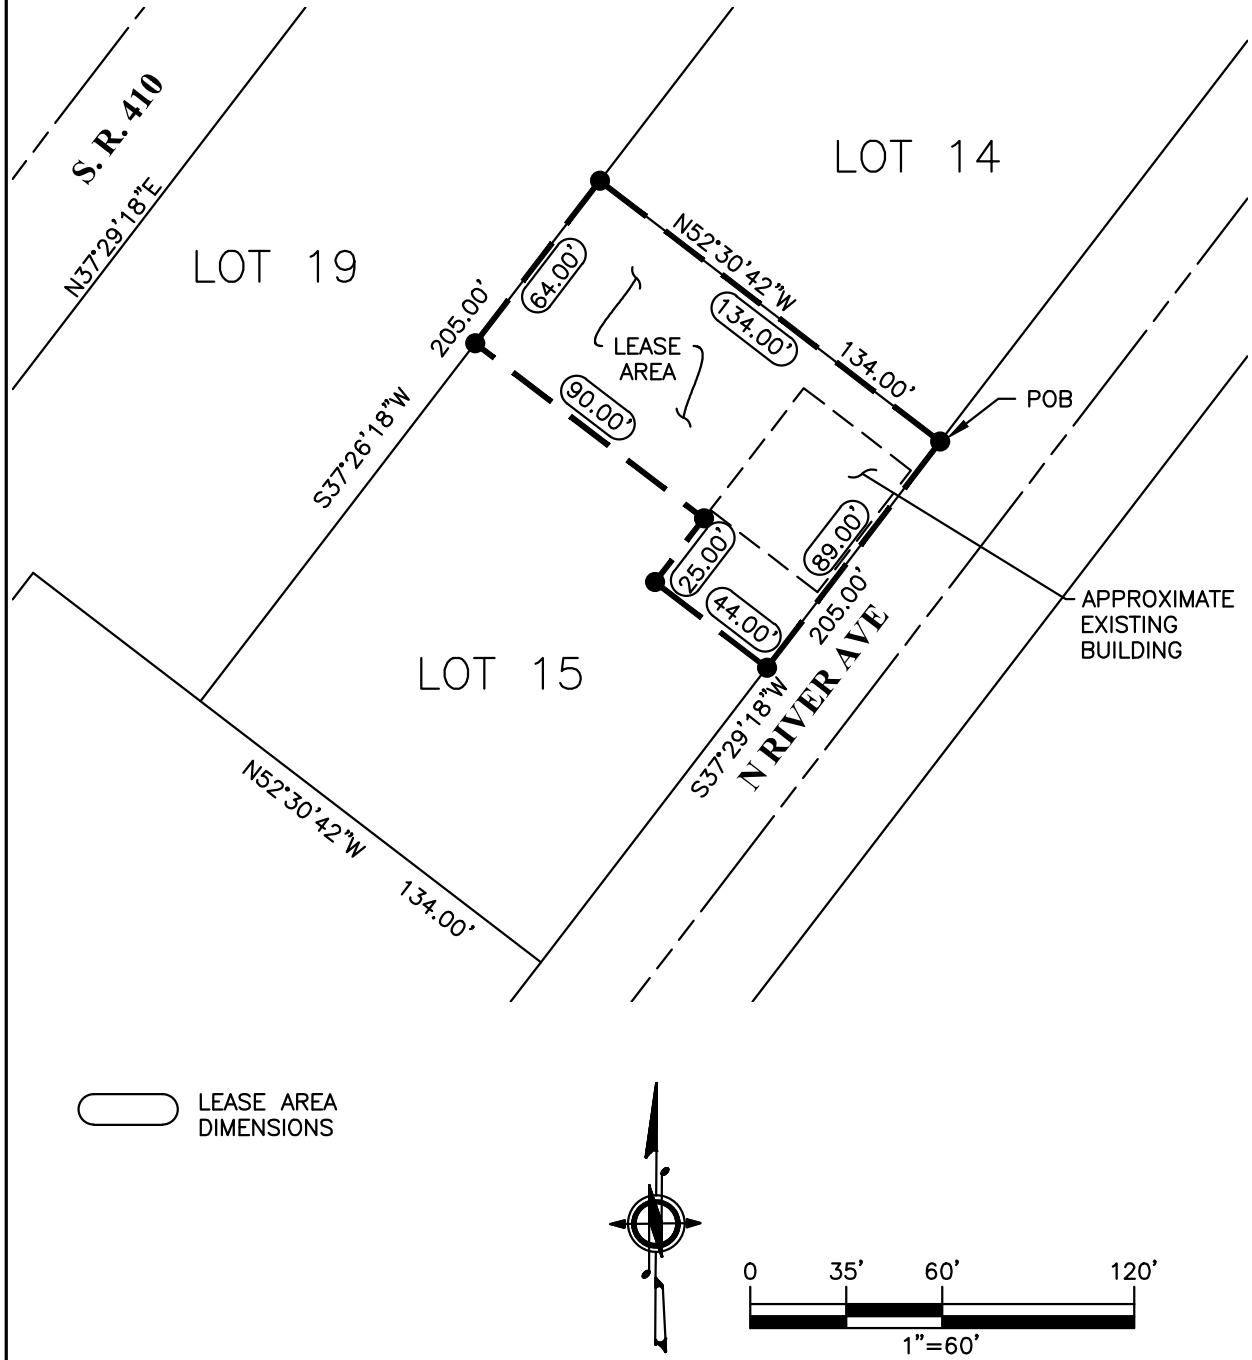 S. R. 410
N37°29'18"E
LOT 14
LOT 19
N52°30'42"W
134.00'
134.00'
64.00'
205.00'
LEASE
AREA
90.00'
POB
S37°26'18"W
89.00'
25.00'
44.00'
205.00'
APPROXIMATE
EXISTING
BUILDING
N RIVER AVE
LOT 15
S37°29'18"W
N52°30'42"W
134.00'
LEASE AREA
DIMENSIONS
0 35' 60' 120'
1"=60'